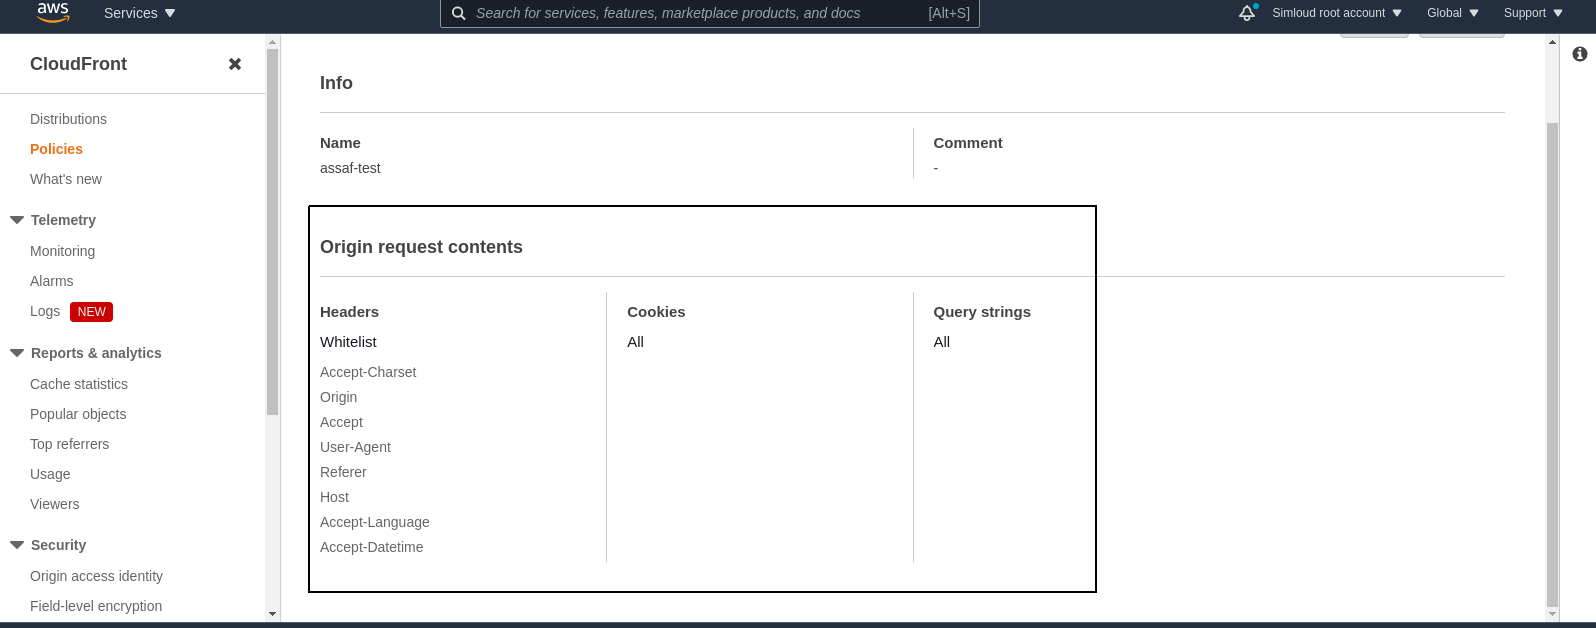 aws
Services
Search for services, features, marketplace products, and docs
[Alt+S]
Simloud root account
Global
Support
CloudFront
Distributions
Policies
What's new
Telemetry
Monitoring
Alarms
Logs NEW
Reports & analytics
Cache statistics
Popular objects
Top referrers
Usage
Viewers
Security
Origin access identity
Field-level encryption
Info
Name
assaf-test
Comment
-
Origin request contents
Headers
Whitelist
Accept-Charset
Origin
Accept
User-Agent
Referer
Host
Accept-Language
Accept-Datetime
Cookies
All
Query strings
All